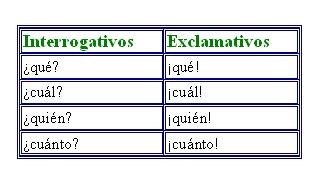 Interrogativos Exclamativos
¿qué? ¡qué!
¿cuál? ¡cuál!
¿quién? ¡quién!
¿cuánto? ¡cuánto!